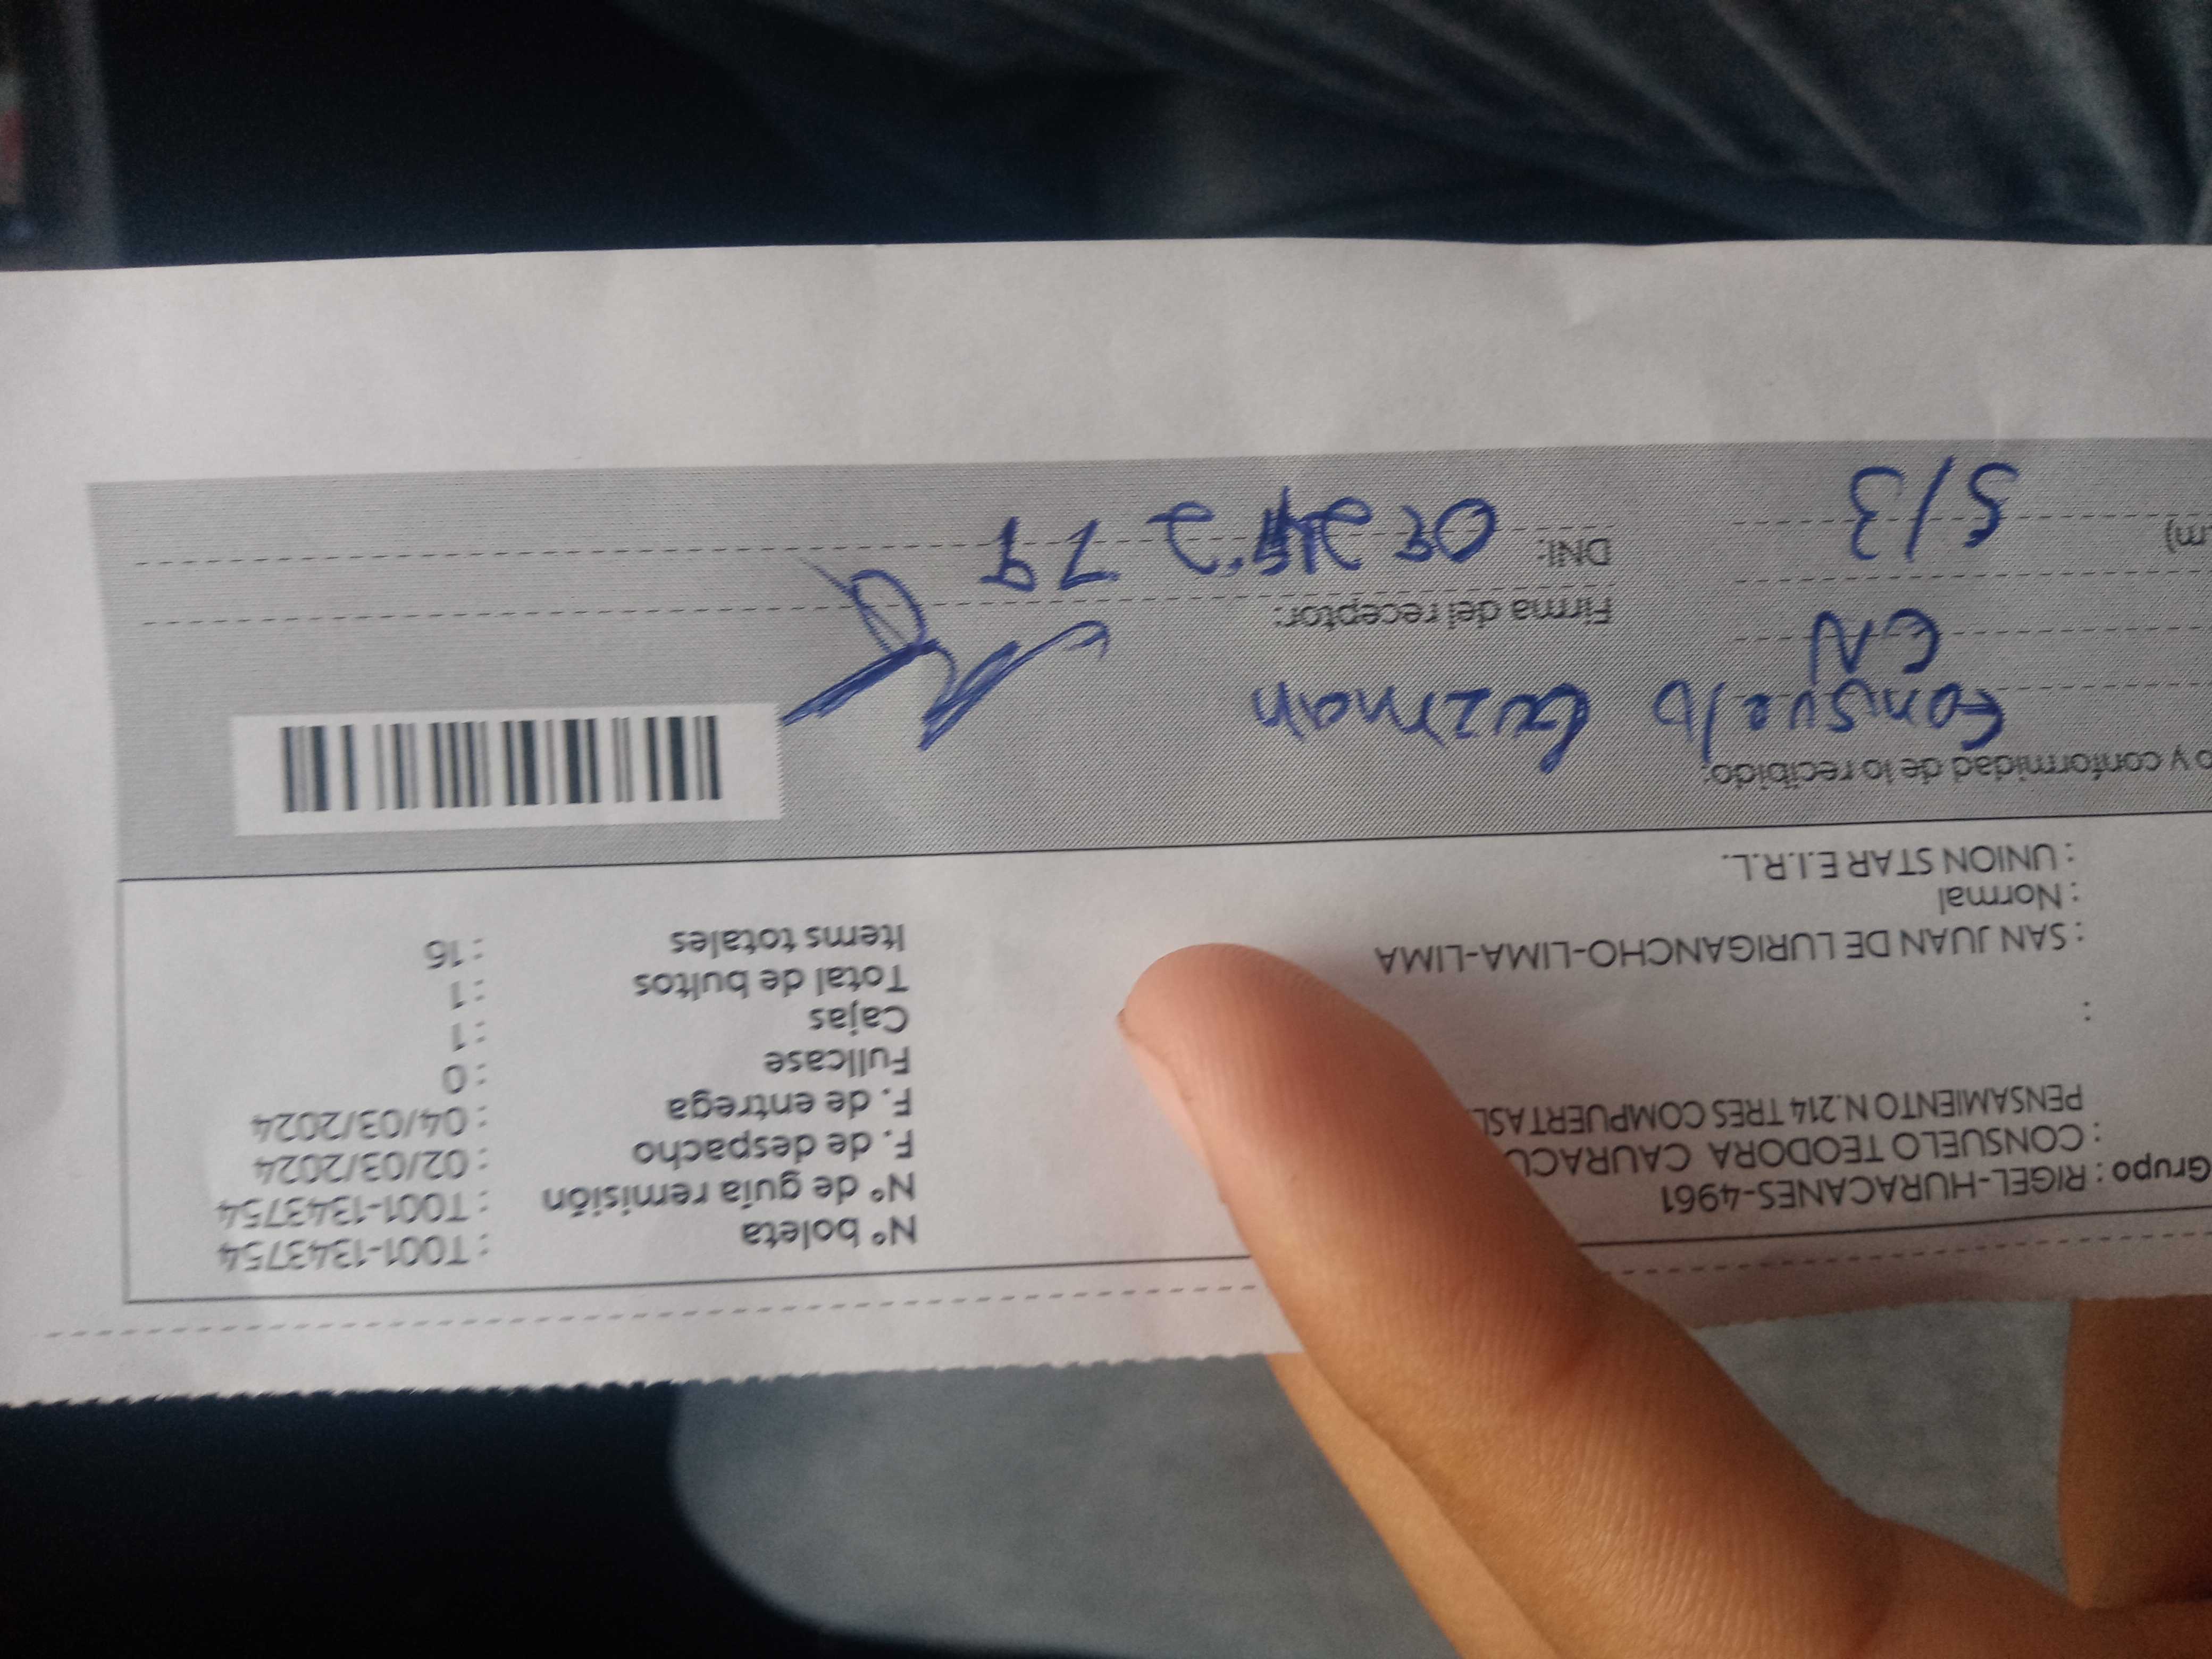 Nº boleta : T001-1343754
Grupo : RIGEL-HURACANES-4961
Nº de guía remisión : T001-1343754
: CONSUELO TEODORA CAURACU
F. de despacho : 02/03/2024
PENSAMIENTO N.214 TRES COMPUERTAS
F. de entrega : 04/03/2024
Fullcase : 0
:
Cajas : 1
: SAN JUAN DE LURIGANCHO-LIMA-LIMA
Total de bultos : 1
: Normal
Items totales : 16
: UNION STAR E.I.R.L.
y conformidad de lo recibido:
Consuelo Guzman
CN
Firma del receptor:
m) 5/3
DNI: